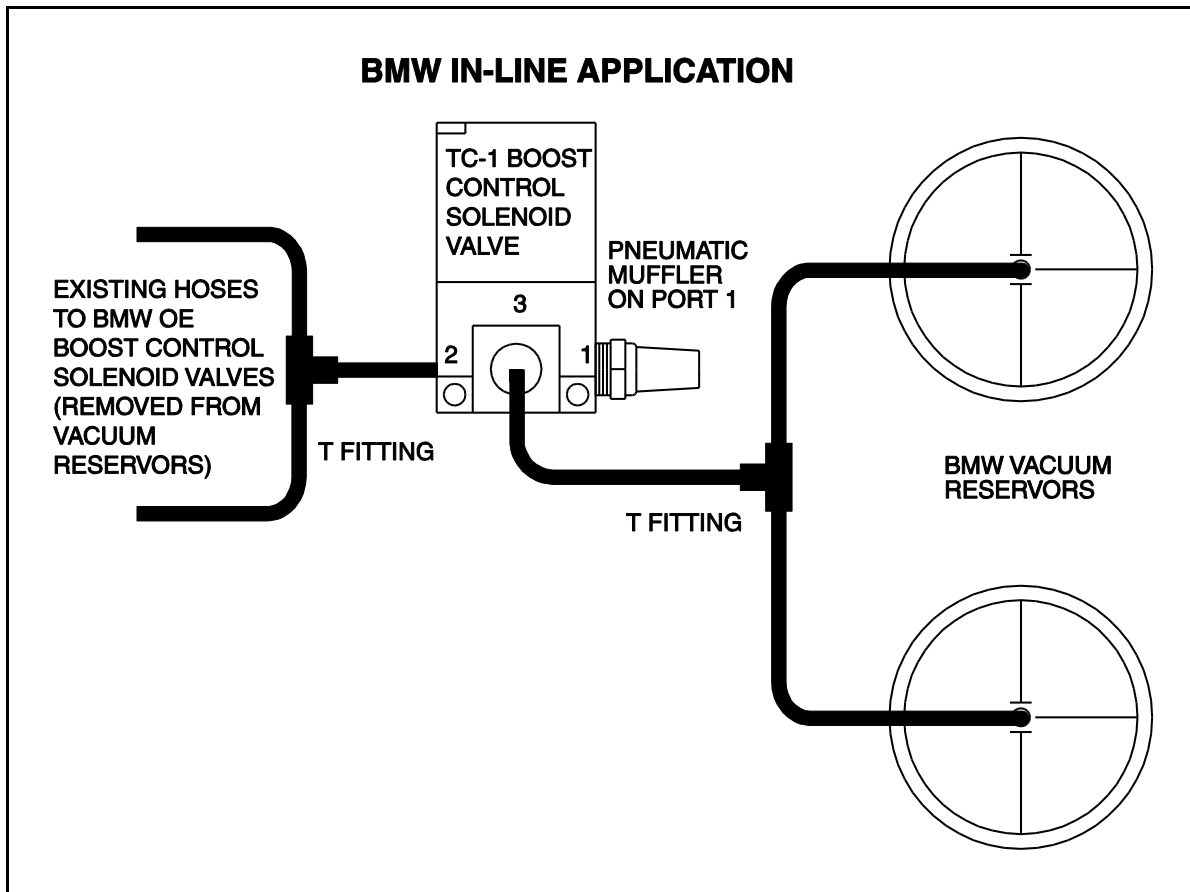 BMW IN-LINE APPLICATION
TC-1 BOOST
CONTROL
SOLENOID
VALVE
PNEUMATIC
MUFFLER
ON PORT 1
3
2
1
EXISTING HOSES
TO BMW OE
BOOST CONTROL
SOLENOID VALVES
(REMOVED FROM
VACUUM
RESERVORS)
T FITTING
T FITTING
BMW VACUUM
RESERVORS